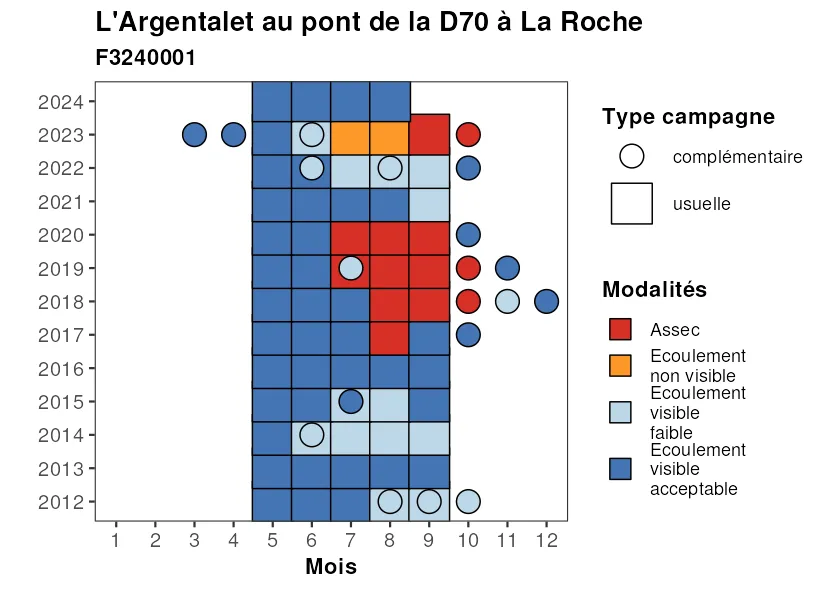 L'Argentalet au pont de la D70 à La Roche
F3240001
2024
2023
2022
2021
2020
2019
2018
2017
2016
2015
2014
2013
2012
1 2 3 4 5 6 7 8 9 10 11 12
Mois
Type campagne
complémentaire
usuelle
Modalités
Assec
Ecoulement
non visible
Ecoulement
visible
faible
Ecoulement
visible
acceptable